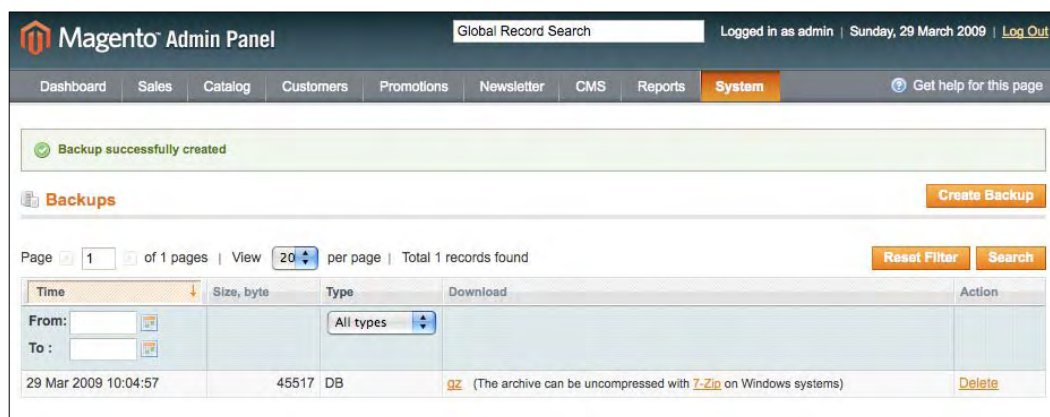 Magento Admin Panel Global Record Search Logged in as admin | Sunday, 29 March 2009 | Log Out
Dashboard Sales Catalog Customers Promotions Newsletter CMS Reports System Get help for this page
Backup successfully created
Backups Create Backup
Page 1 of 1 pages | View 20 per page | Total 1 records found Reset Filter Search
Time Size, byte Type Download Action
From: All types
To :
29 Mar 2009 10:04:57 45517 DB gz (The archive can be uncompressed with 7-Zip on Windows systems) Delete